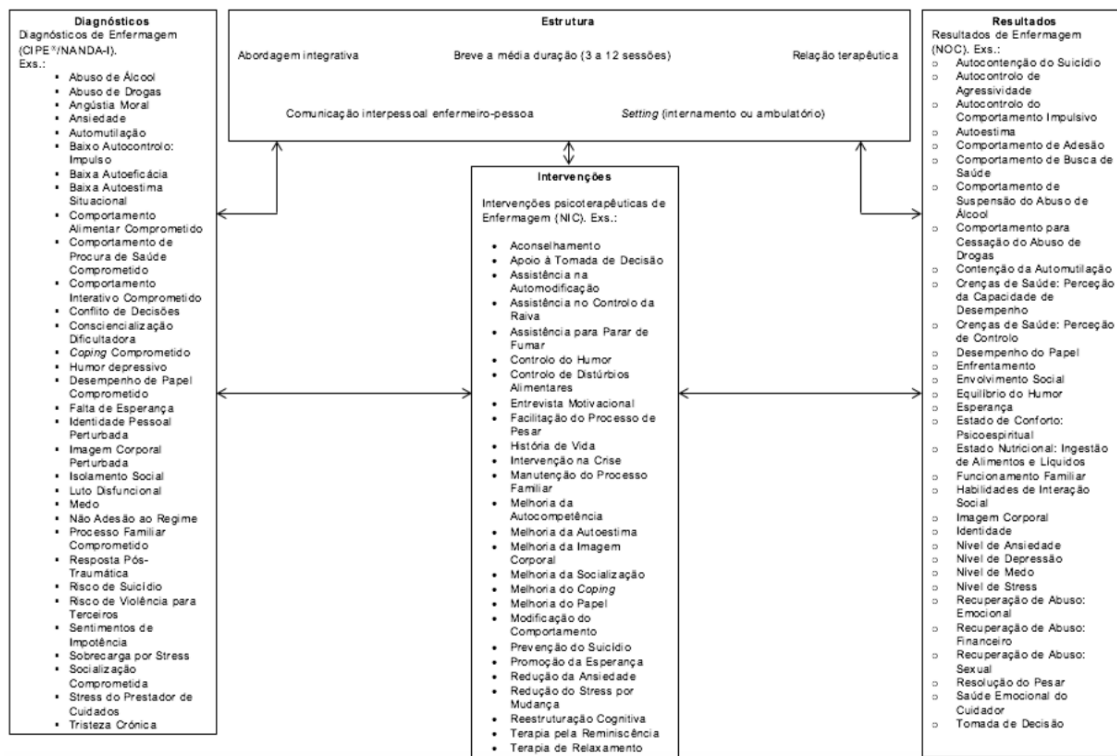 Diagnósticos
Diagnósticos de Enfermagem
(CIPE®/NANDA-I).
Exs.:
▪ Abuso de Álcool
▪ Abuso de Drogas
▪ Angústia Moral
▪ Ansiedade
▪ Automutilação
▪ Baixo Autocontrolo:
Impulso
▪ Baixa Autoeficácia
▪ Baixa Autoestima
Situacional
▪ Comportamento
Alimentar Comprometido
▪ Comportamento de
Procura de Saúde
Comprometido
▪ Comportamento
Interativo Comprometido
▪ Conflito de Decisões
▪ Consciencialização
Dificultadora
▪ Coping Comprometido
▪ Humor depressivo
▪ Desempenho de Papel
Comprometido
▪ Falta de Esperança
▪ Identidade Pessoal
Perturbada
▪ Imagem Corporal
Perturbada
▪ Isolamento Social
▪ Luto Disfuncional
▪ Medo
▪ Não Adesão ao Regime
▪ Processo Familiar
Comprometido
▪ Resposta Pós-
Traumática
▪ Risco de Suicídio
▪ Risco de Violência para
Terceiros
▪ Sentimentos de
Impotência
▪ Sobrecarga por Stress
▪ Socialização
Comprometida
▪ Stress do Prestador de
Cuidados
▪ Tristeza Crónica
Estrutura
Abordagem integrativa
Breve a média duração (3 a 12 sessões)
Relação terapêutica
Comunicação interpessoal enfermeiro-pessoa
Setting (internamento ou ambulatório)
Intervenções
Intervenções psicoterapêuticas de
Enfermagem (NIC). Exs.:
• Aconselhamento
• Apoio à Tomada de Decisão
• Assistência na
Automodificação
• Assistência no Controlo da
Raiva
• Assistência para Parar de
Fumar
• Controlo do Humor
• Controlo de Distúrbios
Alimentares
• Entrevista Motivacional
• Facilitação do Processo de
Pesar
• História de Vida
• Intervenção na Crise
• Manutenção do Processo
Familiar
• Melhoria da
Autocompetência
• Melhoria da Autoestima
• Melhoria da Imagem
Corporal
• Melhoria da Socialização
• Melhoria do Coping
• Melhoria do Papel
• Modificação do
Comportamento
• Prevenção do Suicídio
• Promoção da Esperança
• Redução da Ansiedade
• Redução do Stress por
Mudança
• Reestruturação Cognitiva
• Terapia pela Reminiscência
• Terapia de Relaxamento
Resultados
Resultados de Enfermagem
(NOC). Exs.:
o Autocontenção do Suicídio
o Autocontrolo de
Agressividade
o Autocontrolo do
Comportamento Impulsivo
o Autoestima
o Comportamento de Adesão
o Comportamento de Busca de
Saúde
o Comportamento de
Suspensão do Abuso de
Álcool
o Comportamento para
Cessação do Abuso de
Drogas
o Contenção da Automutilação
o Crenças de Saúde: Perceção
da Capacidade de
Desempenho
o Crenças de Saúde: Perceção
de Controlo
o Desempenho do Papel
o Enfrentamento
o Envolvimento Social
o Equilíbrio do Humor
o Esperança
o Estado de Conforto:
Psicoespiritual
o Estado Nutricional: Ingestão
de Alimentos e Líquidos
o Funcionamento Familiar
o Habilidades de Interação
Social
o Imagem Corporal
o Identidade
o Nível de Ansiedade
o Nível de Depressão
o Nível de Medo
o Nível de Stress
o Recuperação de Abuso:
Emocional
o Recuperação de Abuso:
Financeiro
o Recuperação de Abuso:
Sexual
o Resolução do Pesar
o Saúde Emocional do
Cuidador
o Tomada de Decisão